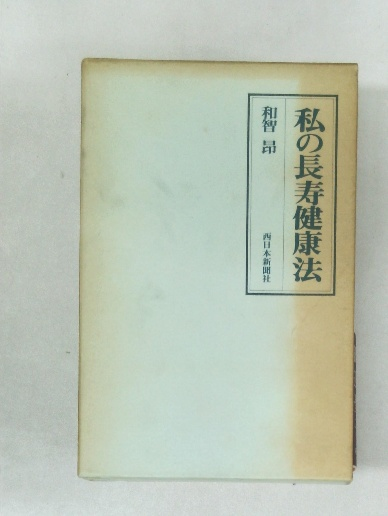 私の長寿健康法
和智 昂
西日本新聞社